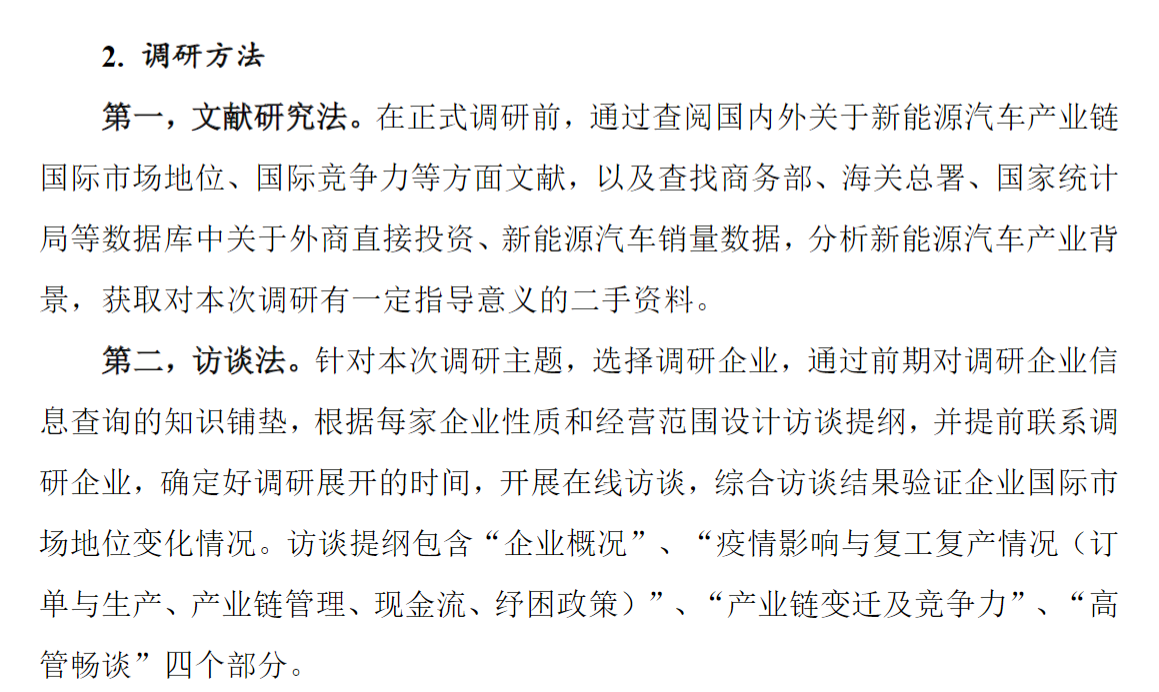 2. 调研方法
第一，文献研究法。在正式调研前，通过查阅国内外关于新能源汽车产业链
国际市场地位、国际竞争力等方面文献，以及查找商务部、海关总署、国家统计
局等数据库中关于外商直接投资、新能源汽车销量数据，分析新能源汽车产业背
景，获取对本次调研有一定指导意义的二手资料。
第二，访谈法。针对本次调研主题，选择调研企业，通过前期对调研企业信
息查询的知识铺垫，根据每家企业性质和经营范围设计访谈提纲，并提前联系调
研企业，确定好调研展开的时间，开展在线访谈，综合访谈结果验证企业国际市
场地位变化情况。访谈提纲包含“企业概况”、“疫情影响与复工复产情况（订
单与生产、产业链管理、现金流、纾困政策）”、“产业链变迁及竞争力”、“高
管畅谈”四个部分。